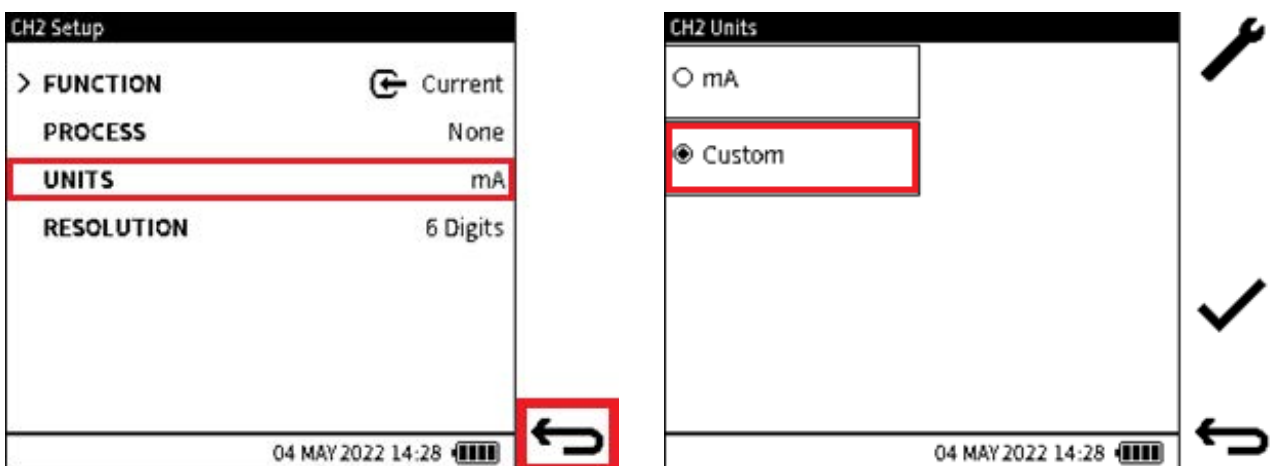 CH2 Setup
> FUNCTION Current
PROCESS None
UNITS mA
RESOLUTION 6 Digits
04 MAY 2022 14:28
CH2 Units
mA
Custom
04 MAY 2022 14:28